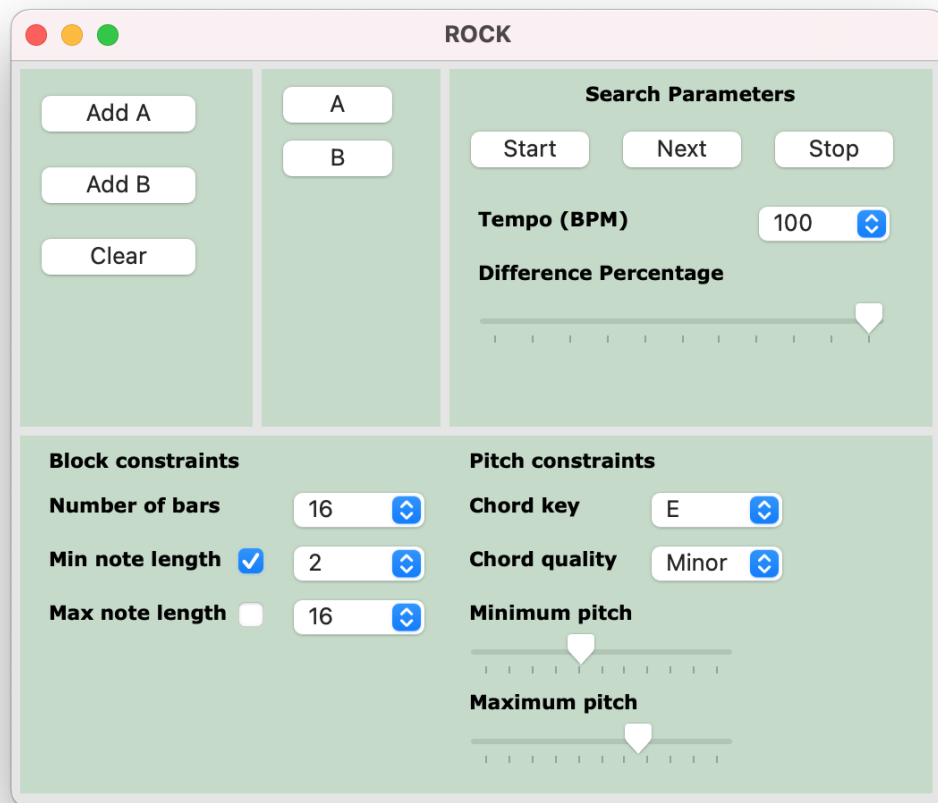 ROCK
Add A
Add B
Clear
A
B
Search Parameters
Start Next Stop
Tempo (BPM) 100
Difference Percentage
Block constraints
Number of bars 16
Min note length 2
Max note length 16
Pitch constraints
Chord key E
Chord quality Minor
Minimum pitch
Maximum pitch